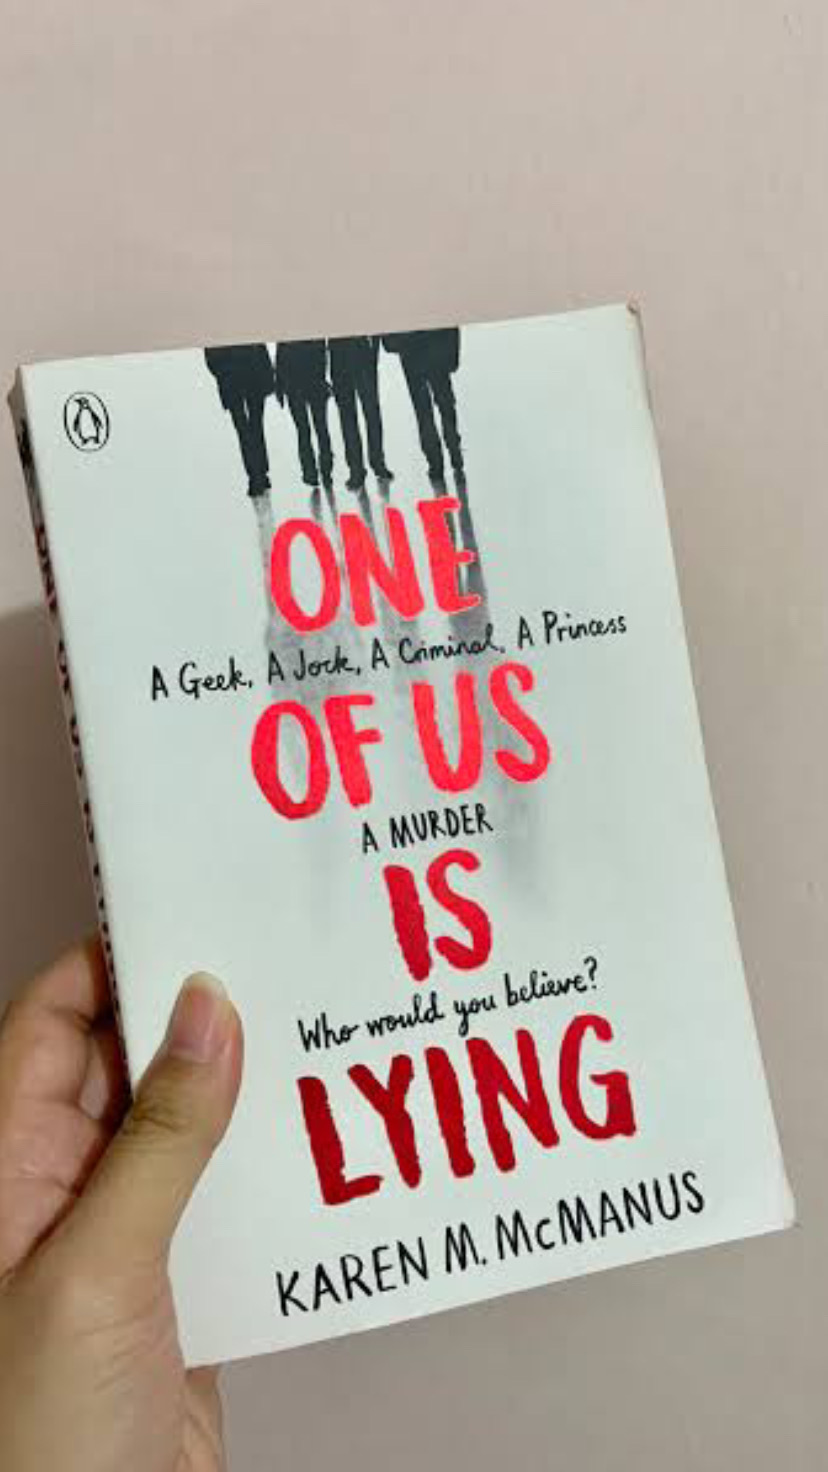 ONE
A Geek, A Jock, A Criminal, A Princess
OF US
A MURDER
IS
Who would you believe?
LYING
KAREN M. McMANUS